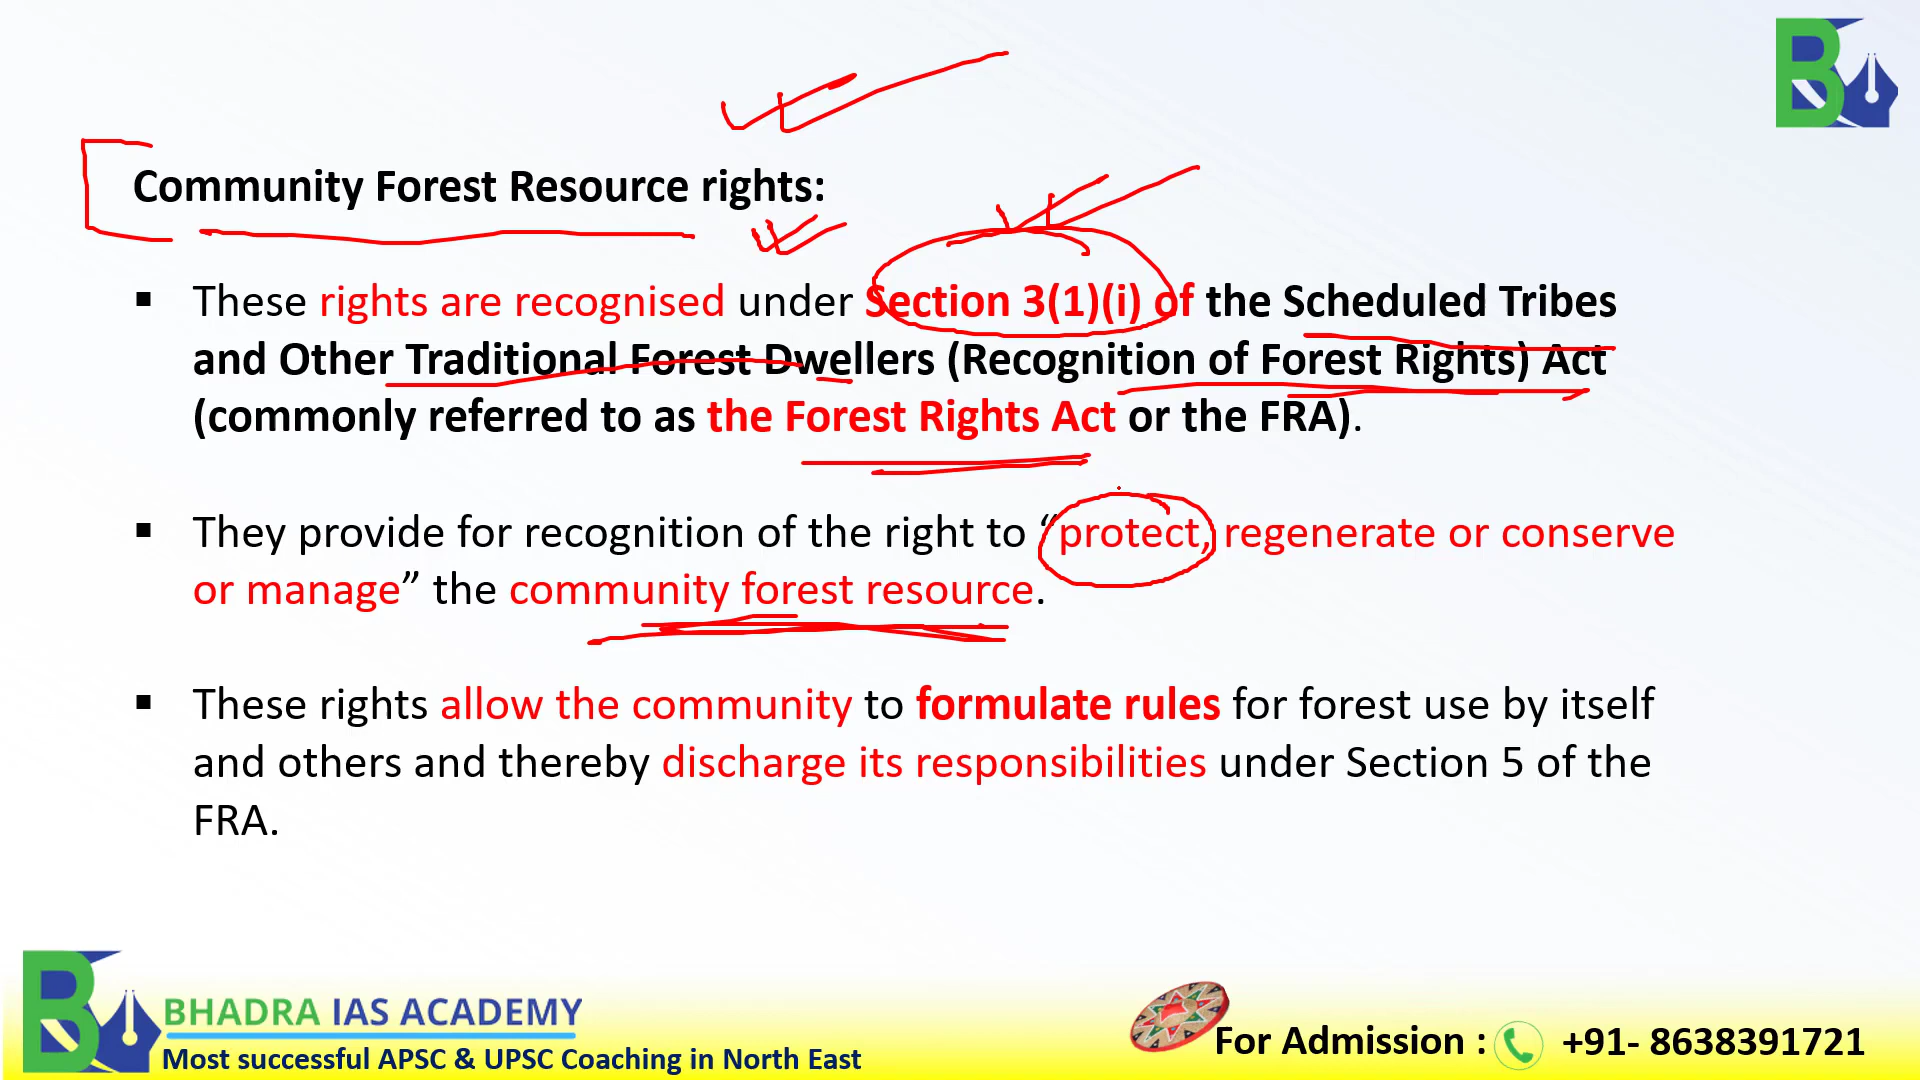 Community Forest Resource rights:
▪ These rights are recognised under Section 3(1)(i) of the Scheduled Tribes
and Other Traditional Forest Dwellers (Recognition of Forest Rights) Act
(commonly referred to as the Forest Rights Act or the FRA).
▪ They provide for recognition of the right to “protect, regenerate or conserve
or manage” the community forest resource.
▪ These rights allow the community to formulate rules for forest use by itself
and others and thereby discharge its responsibilities under Section 5 of the
FRA.
BHADRA IAS ACADEMY
Most successful APSC & UPSC Coaching in North East
For Admission : +91- 8638391721